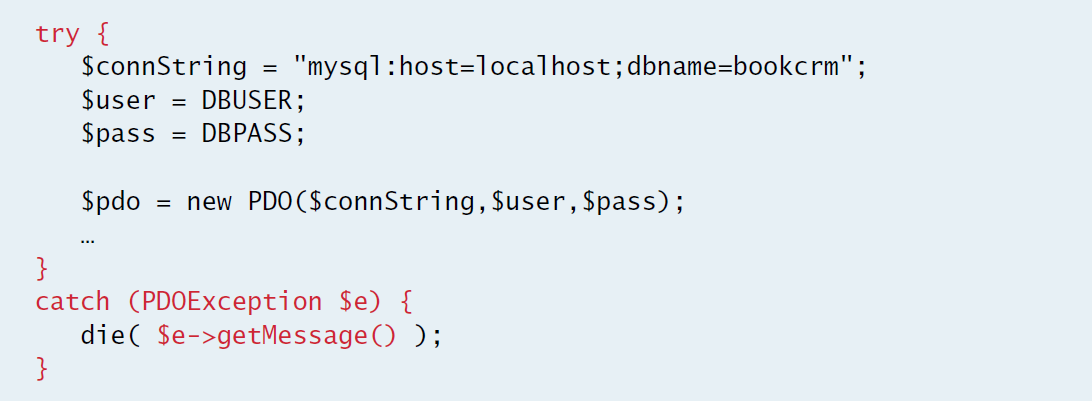 try {
   $connString = "mysql:host=localhost;dbname=bookcrm";
   $user = DBUSER;
   $pass = DBPASS;

   $pdo = new PDO($connString,$user,$pass);
   …
}
catch (PDOException $e) {
   die( $e->getMessage() );
}